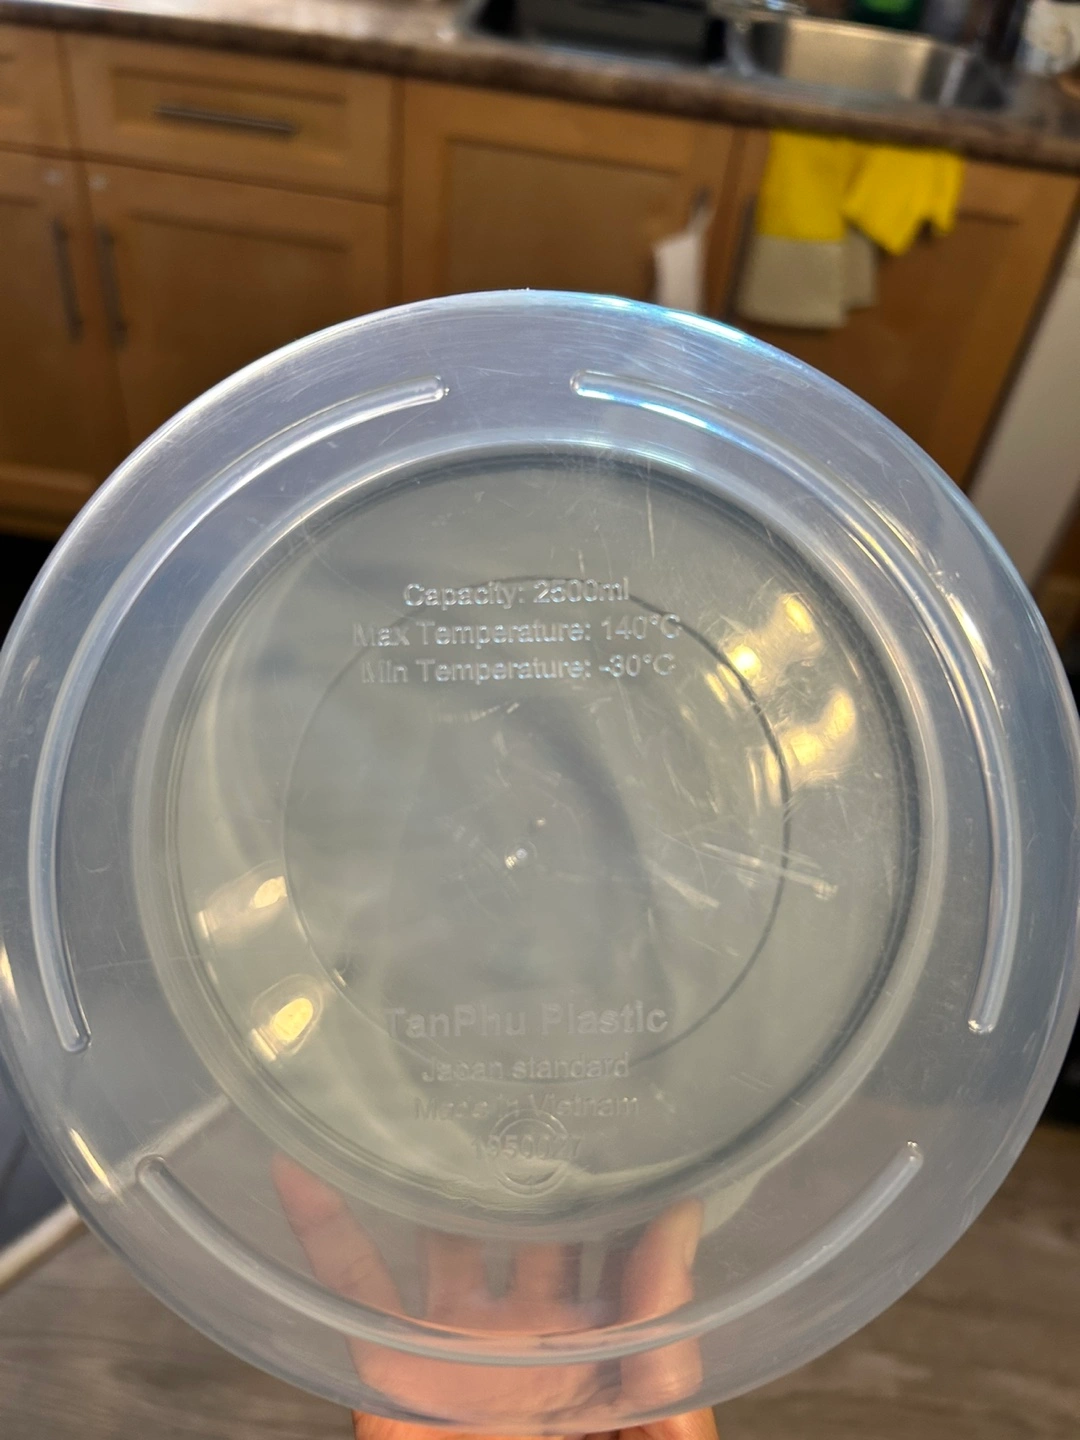 Capacity: 2500ml
Max Temperature: 140°C
Min Temperature: -30°C
TanPhu Plastic
Japan standard
Made in Vietnam